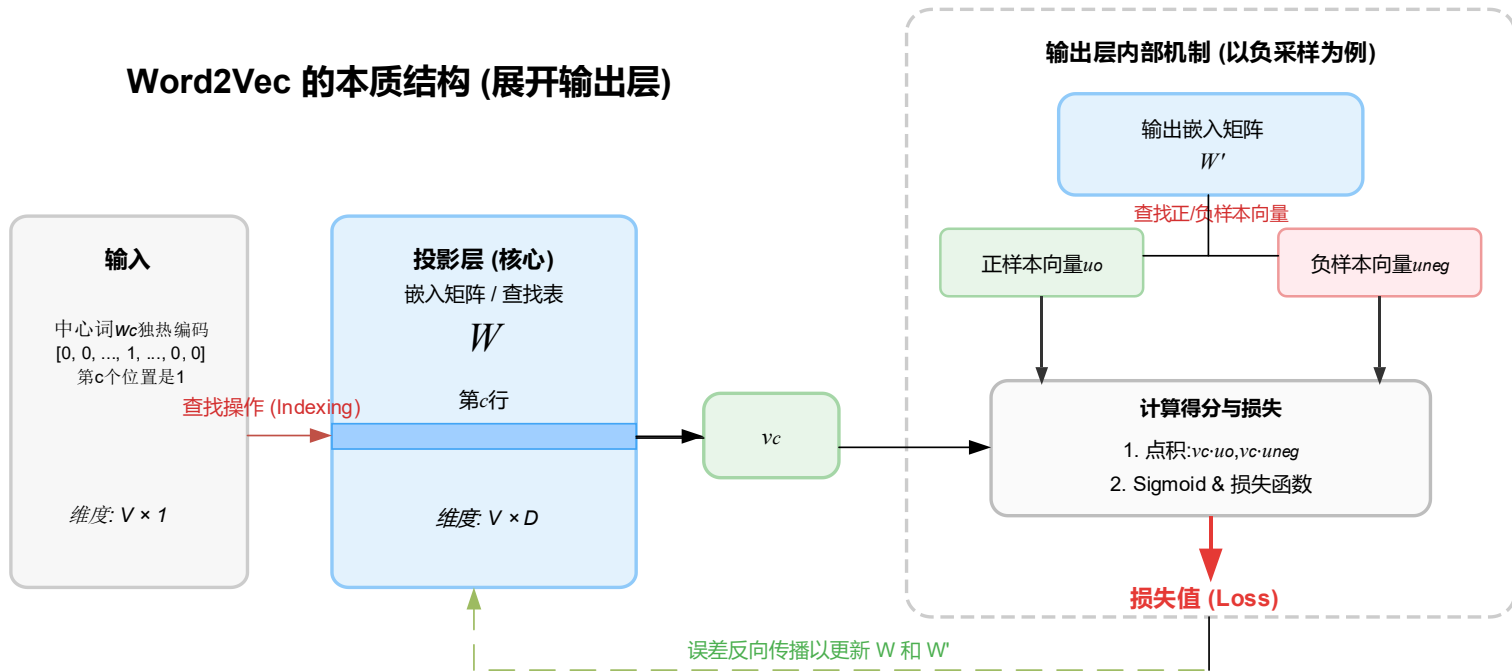 Word2Vec 的本质结构 (展开输出层)
输入
中心词wc独热编码
[0, 0, ..., 1, ..., 0, 0]
第c个位置是1
维度: V × 1
查找操作 (Indexing)
投影层 (核心)
嵌入矩阵 / 查找表
W
第c行
维度: V × D
vc
输出层内部机制 (以负采样为例)
输出嵌入矩阵
W'
查找正/负样本向量
正样本向量uo
负样本向量uneg
计算得分与损失
1. 点积:vc·uo,vc·uneg
2. Sigmoid & 损失函数
损失值 (Loss)
误差反向传播以更新 W 和 W'